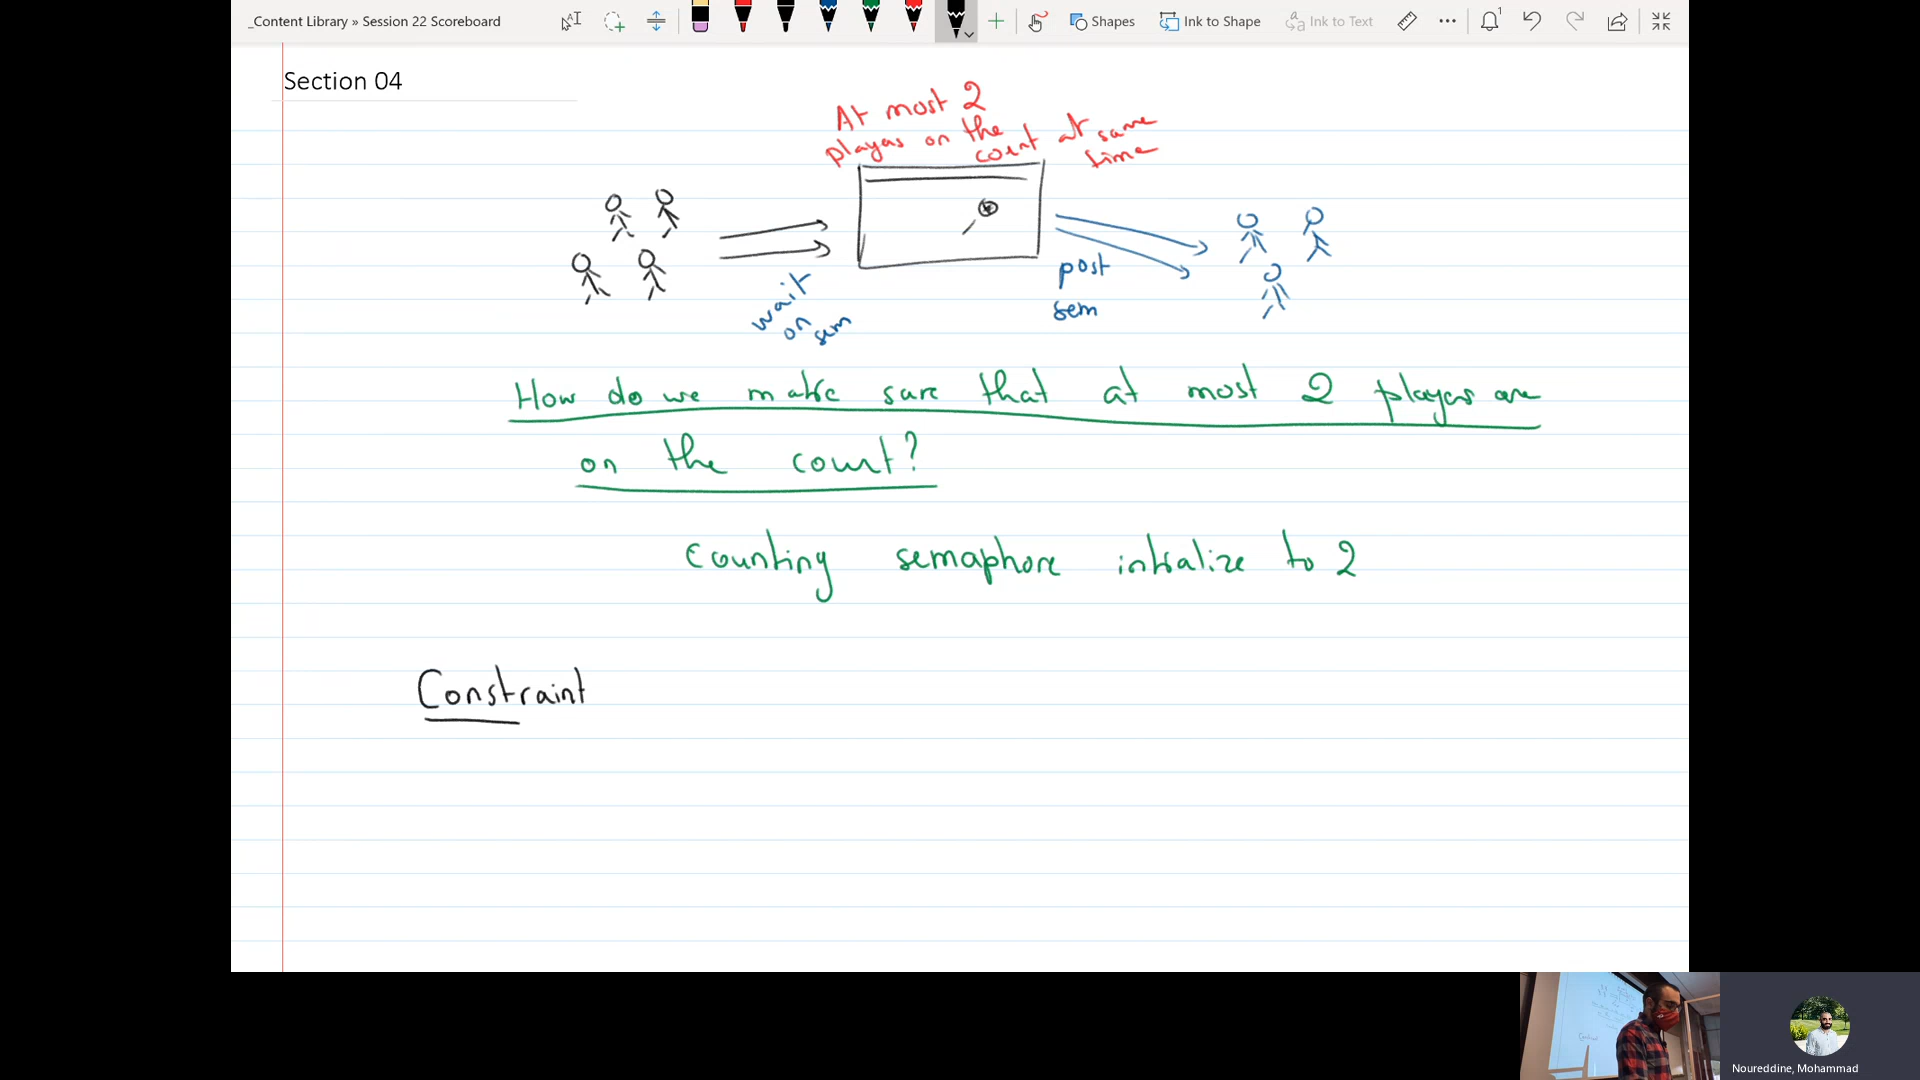 _Content Library » Session 22 Scoreboard
Shapes
Ink to Shape
Ink to Text
1
Section 04
At most 2
players on the
court at same
time
wait
on
sem
post
sem
How do we make sure that at most 2 players are
on the court?
Counting semaphore intialize to 2
Constraint
Noureddine, Mohammad